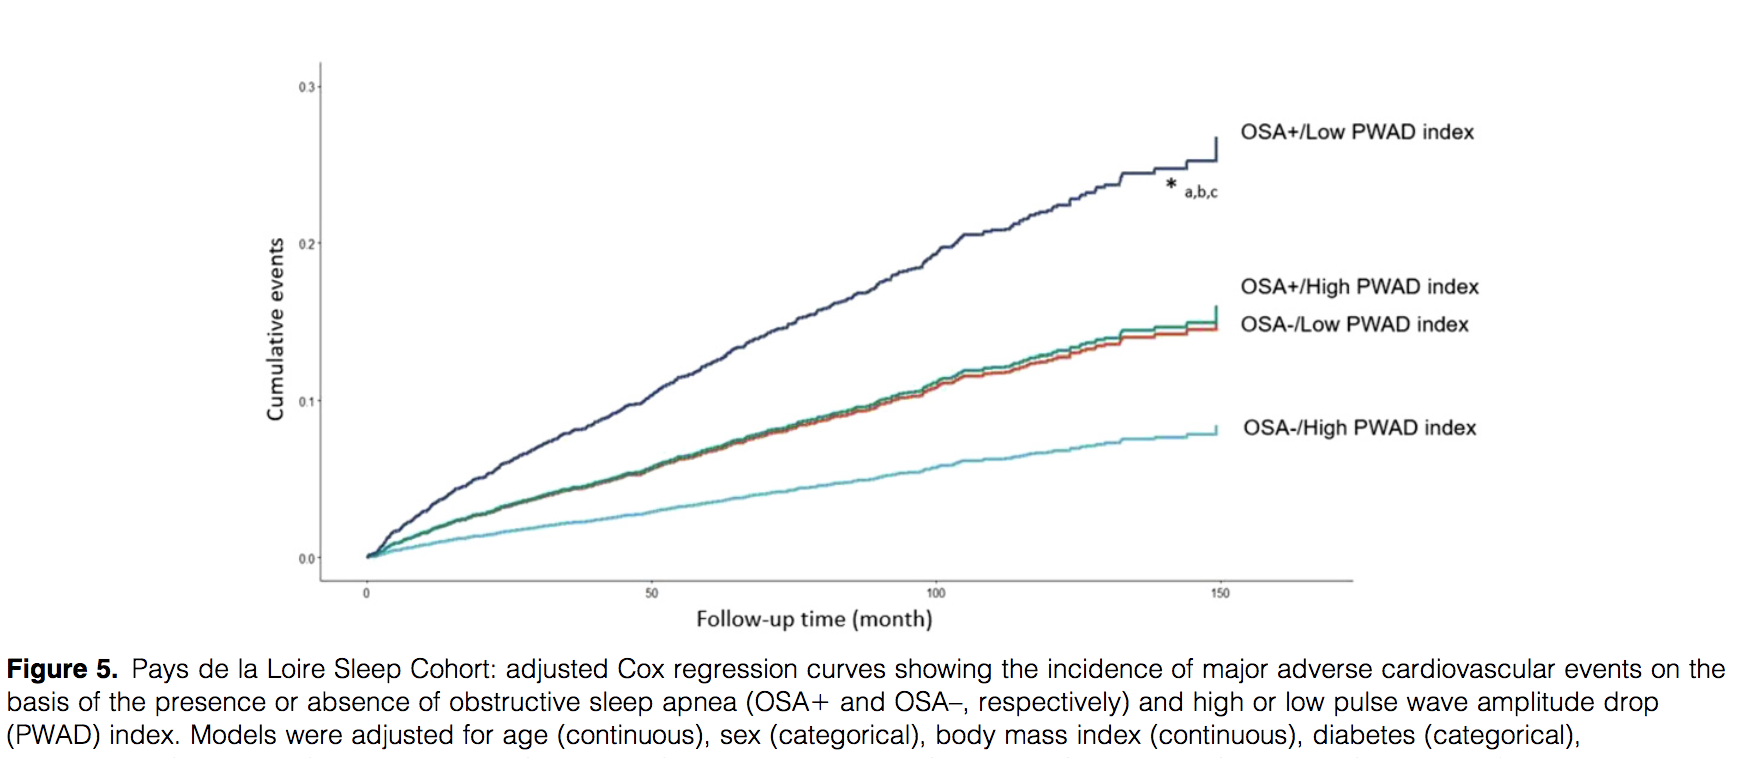 0.3
OSA+/Low PWAD index
* a,b,c
0.2
Cumulative events
OSA+/High PWAD index
OSA-/Low PWAD index
0.1
OSA-/High PWAD index
0.0
0 50 100 150
Follow-up time (month)
Figure 5. Pays de la Loire Sleep Cohort: adjusted Cox regression curves showing the incidence of major adverse cardiovascular events on the
basis of the presence or absence of obstructive sleep apnea (OSA+ and OSA–, respectively) and high or low pulse wave amplitude drop
(PWAD) index. Models were adjusted for age (continuous), sex (categorical), body mass index (continuous), diabetes (categorical),